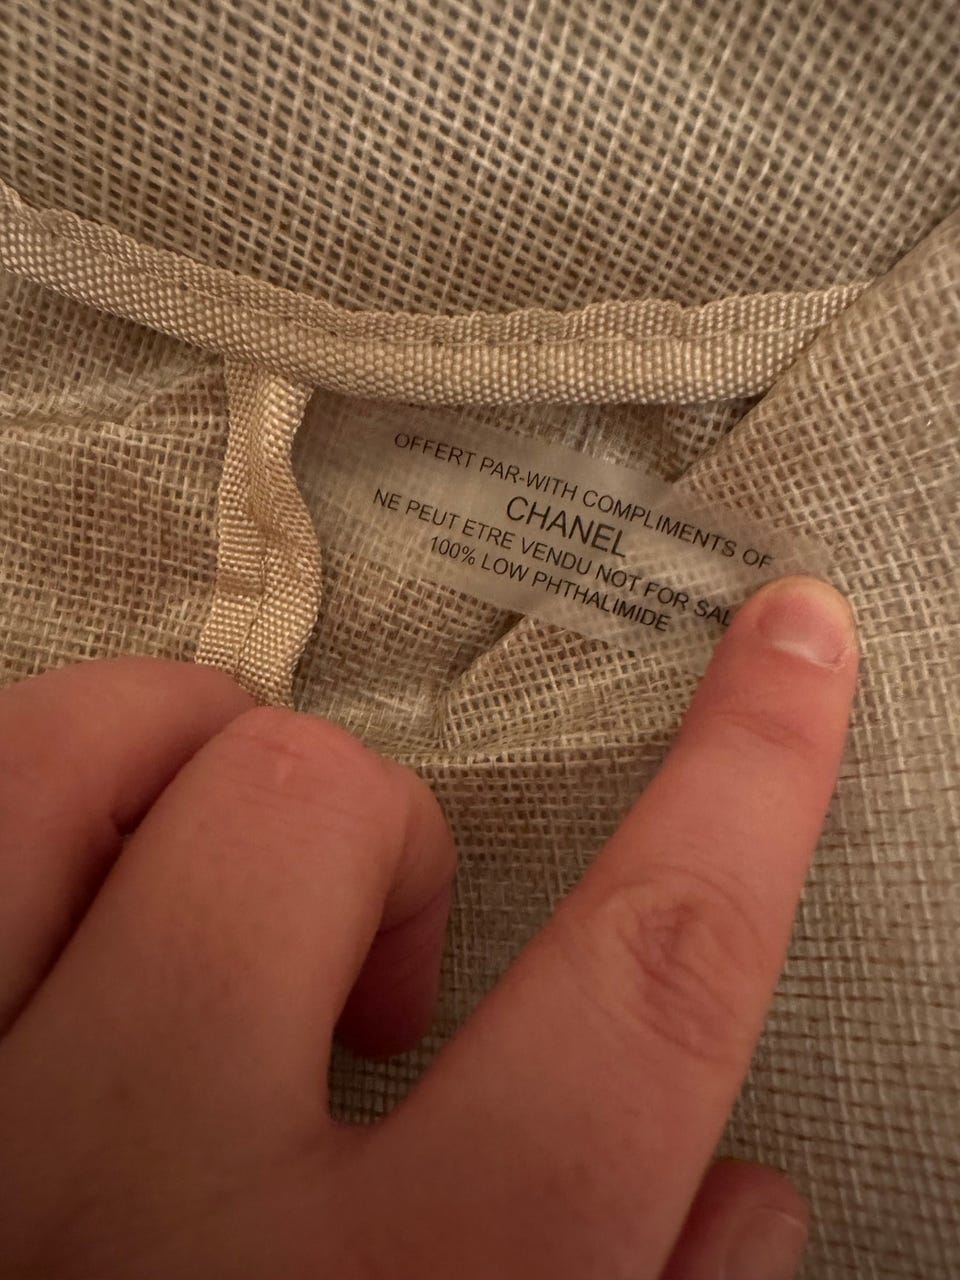 OFFERT PAR-WITH COMPLIMENTS OF
CHANEL
NE PEUT ETRE VENDU NOT FOR SAL
100% LOW PHTHALIMIDE